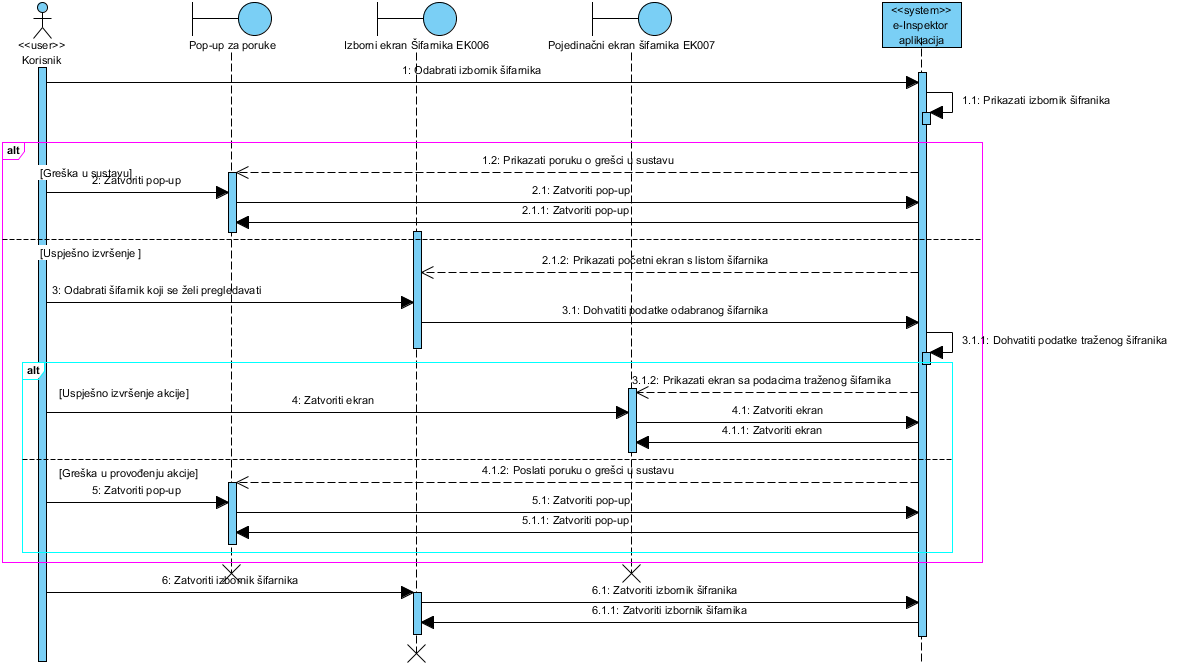 <<user>>
Korisnik
Pop-up za poruke
Izborni ekran Šifarnika EK006
Pojedinačni ekran šifarnika EK007
<<system>>
e-Inspektor
aplikacija
1: Odabrati izbornik šifarnika
1.1: Prikazati izbornik šifranika
alt
1.2: Prikazati poruku o grešci u sustavu
[Greška u sustavu]
2: Zatvoriti pop-up
2.1: Zatvoriti pop-up
2.1.1: Zatvoriti pop-up
[Uspješno izvršenje ]
2.1.2: Prikazati početni ekran s listom šifarnika
3: Odabrati šifarnik koji se želi pregledavati
3.1: Dohvatiti podatke odabranog šifarnika
3.1.1: Dohvatiti podatke traženog šifranika
alt
3.1.2: Prikazati ekran sa podacima traženog šifarnika
[Uspješno izvršenje akcije]
4: Zatvoriti ekran
4.1: Zatvoriti ekran
4.1.1: Zatvoriti ekran
[Greška u provođenju akcije]
4.1.2: Poslati poruku o grešci u sustavu
5: Zatvoriti pop-up
5.1: Zatvoriti pop-up
5.1.1: Zatvoriti pop-up
6: Zatvoriti izbornik šifarnika
6.1: Zatvoriti izbornik šifranika
6.1.1: Zatvoriti izbornik šifarnika